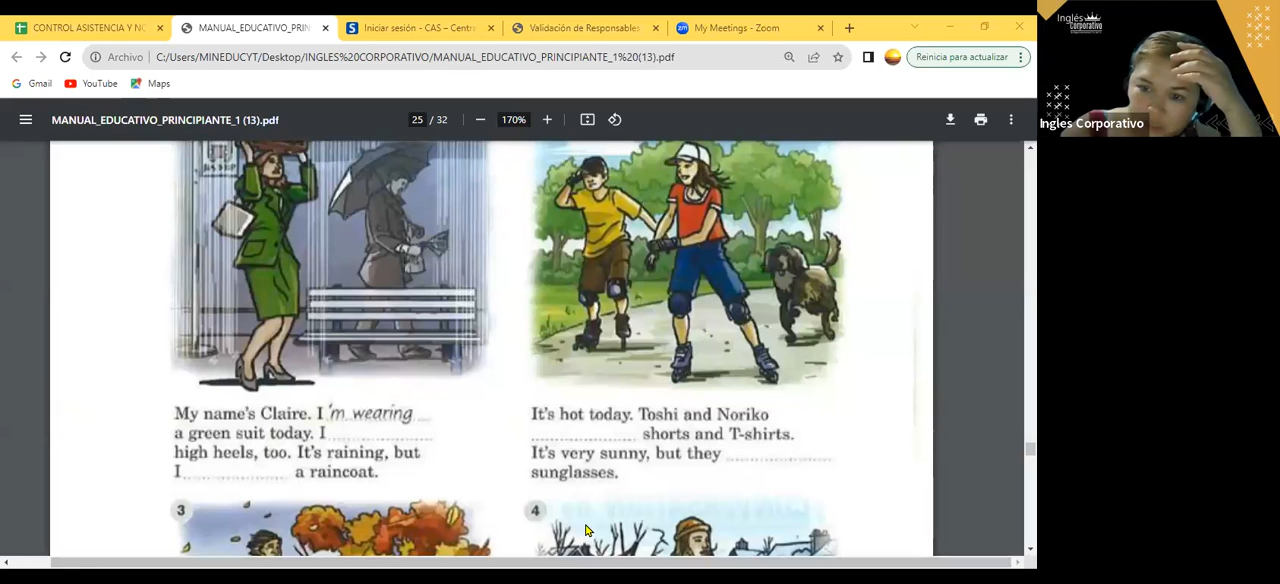 CONTROL ASISTENCIA Y NO
MANUAL_EDUCATIVO_PRIN
Iniciar sesión - CAS – Centr
Validación de Responsables
My Meetings - Zoom
Archivo
C:/Users/MINEDUCYT/Desktop/INGLES%20CORPORATIVO/MANUAL_EDUCATIVO_PRINCIPIANTE_1%20(13).pdf
Reinicia para actualizar
Gmail
YouTube
Maps
MANUAL_EDUCATIVO_PRINCIPIANTE_1 (13).pdf
25 / 32
170%
My name's Claire. I 'm wearing
a green suit today. I
high heels, too. It's raining, but
I a raincoat.
It's hot today. Toshi and Noriko
shorts and T-shirts.
It's very sunny, but they
sunglasses.
3
4
Inglés
Corporativo
Ingles Corporativo